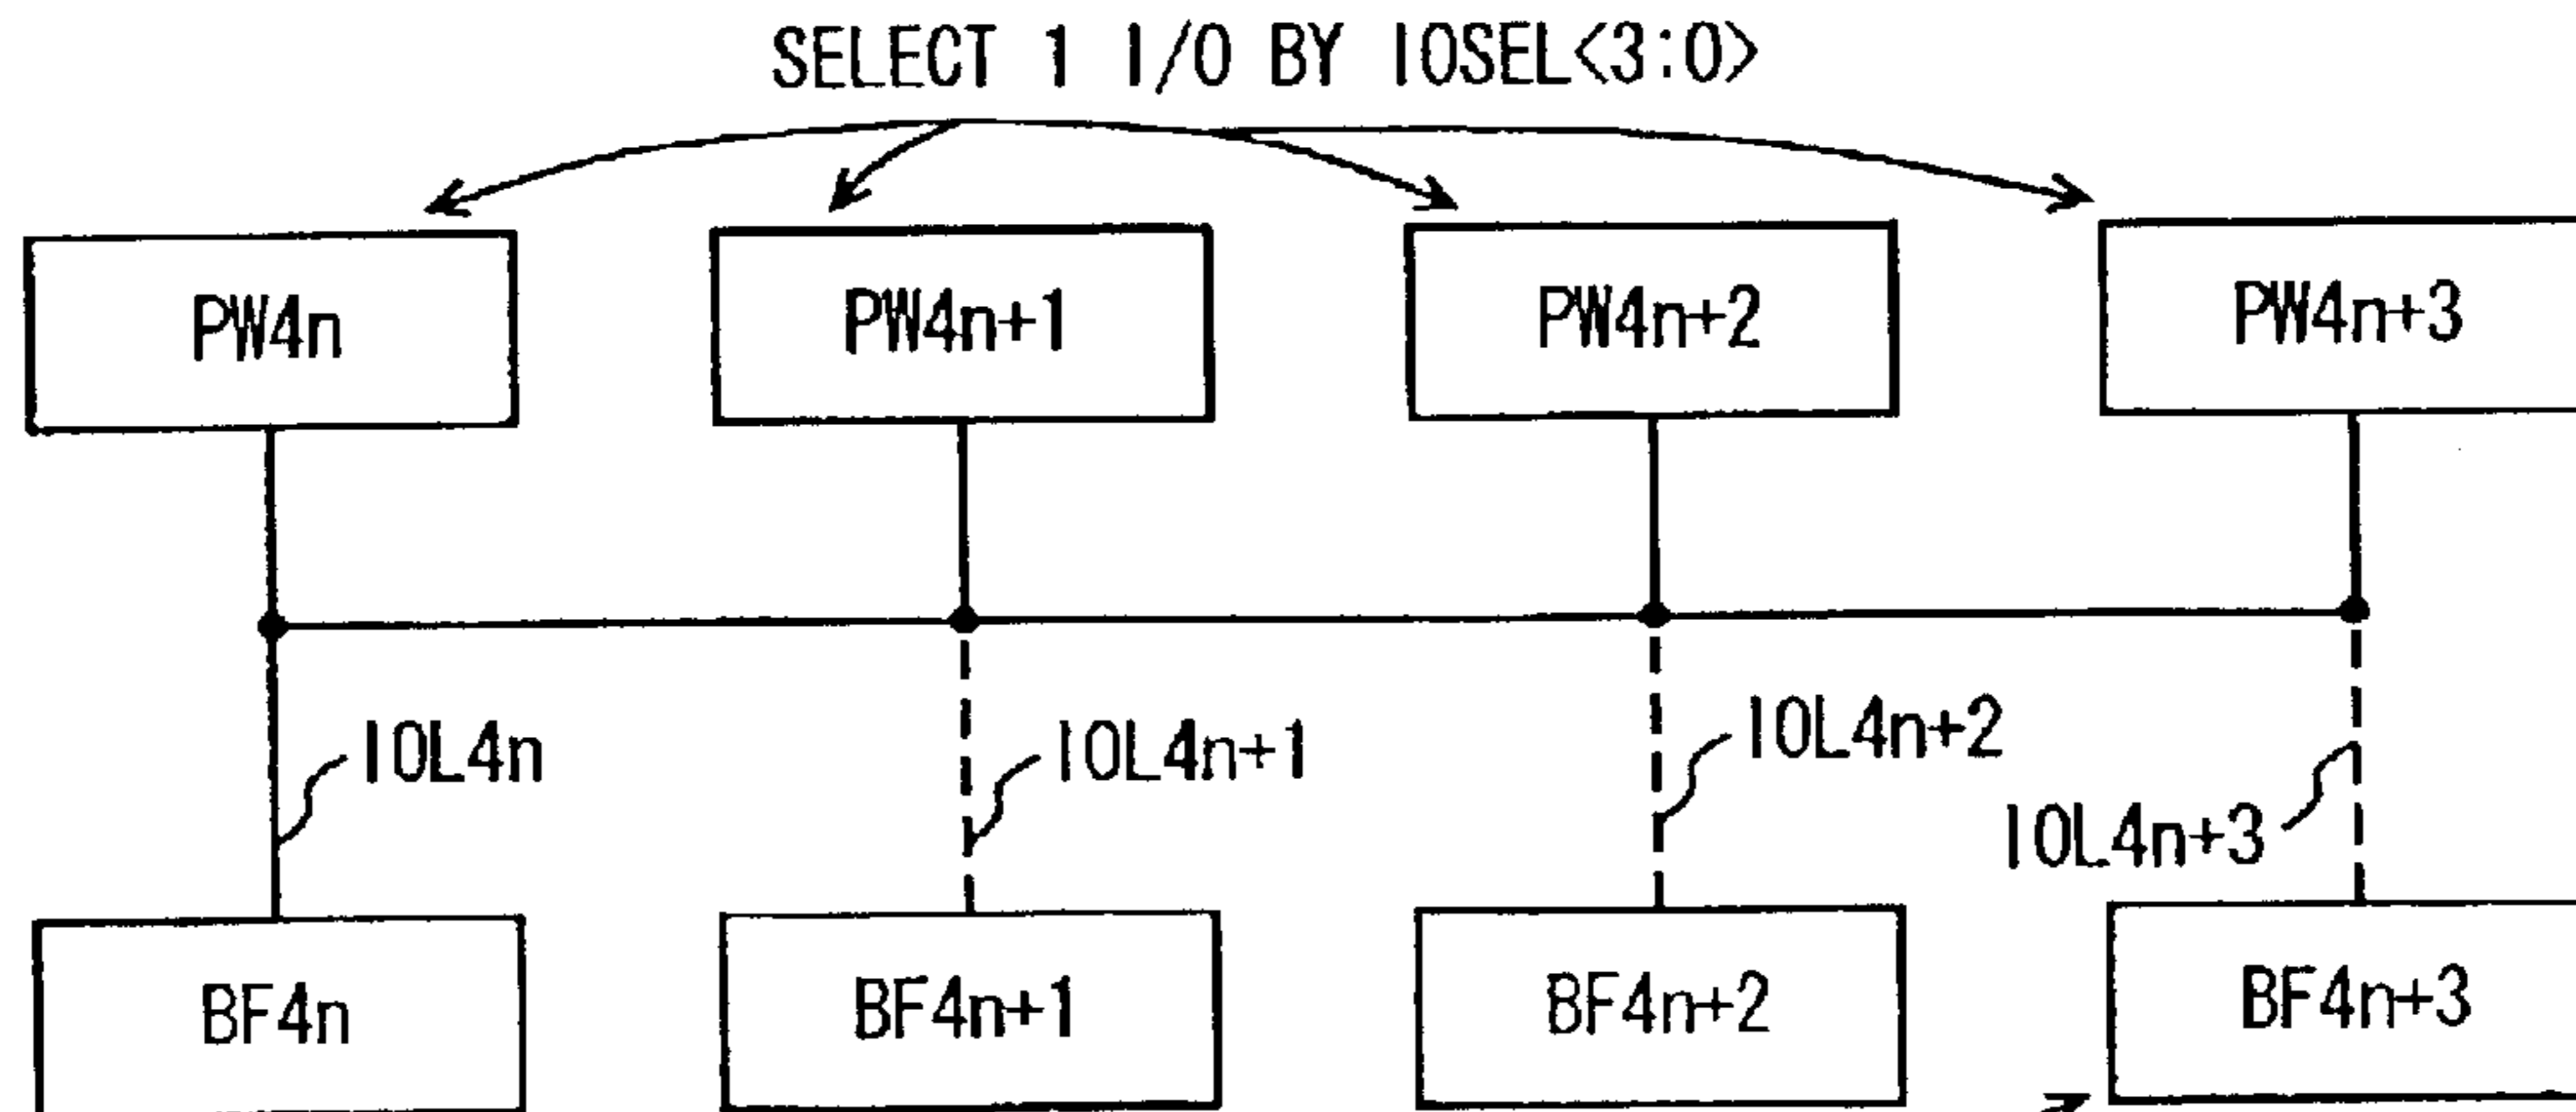 SELECT 1 I/O BY IOSEL<3:0>
PW4n
PW4n+1
PW4n+2
PW4n+3
IOL4n
IOL4n+1
IOL4n+2
IOL4n+3
BF4n
BF4n+1
BF4n+2
BF4n+3